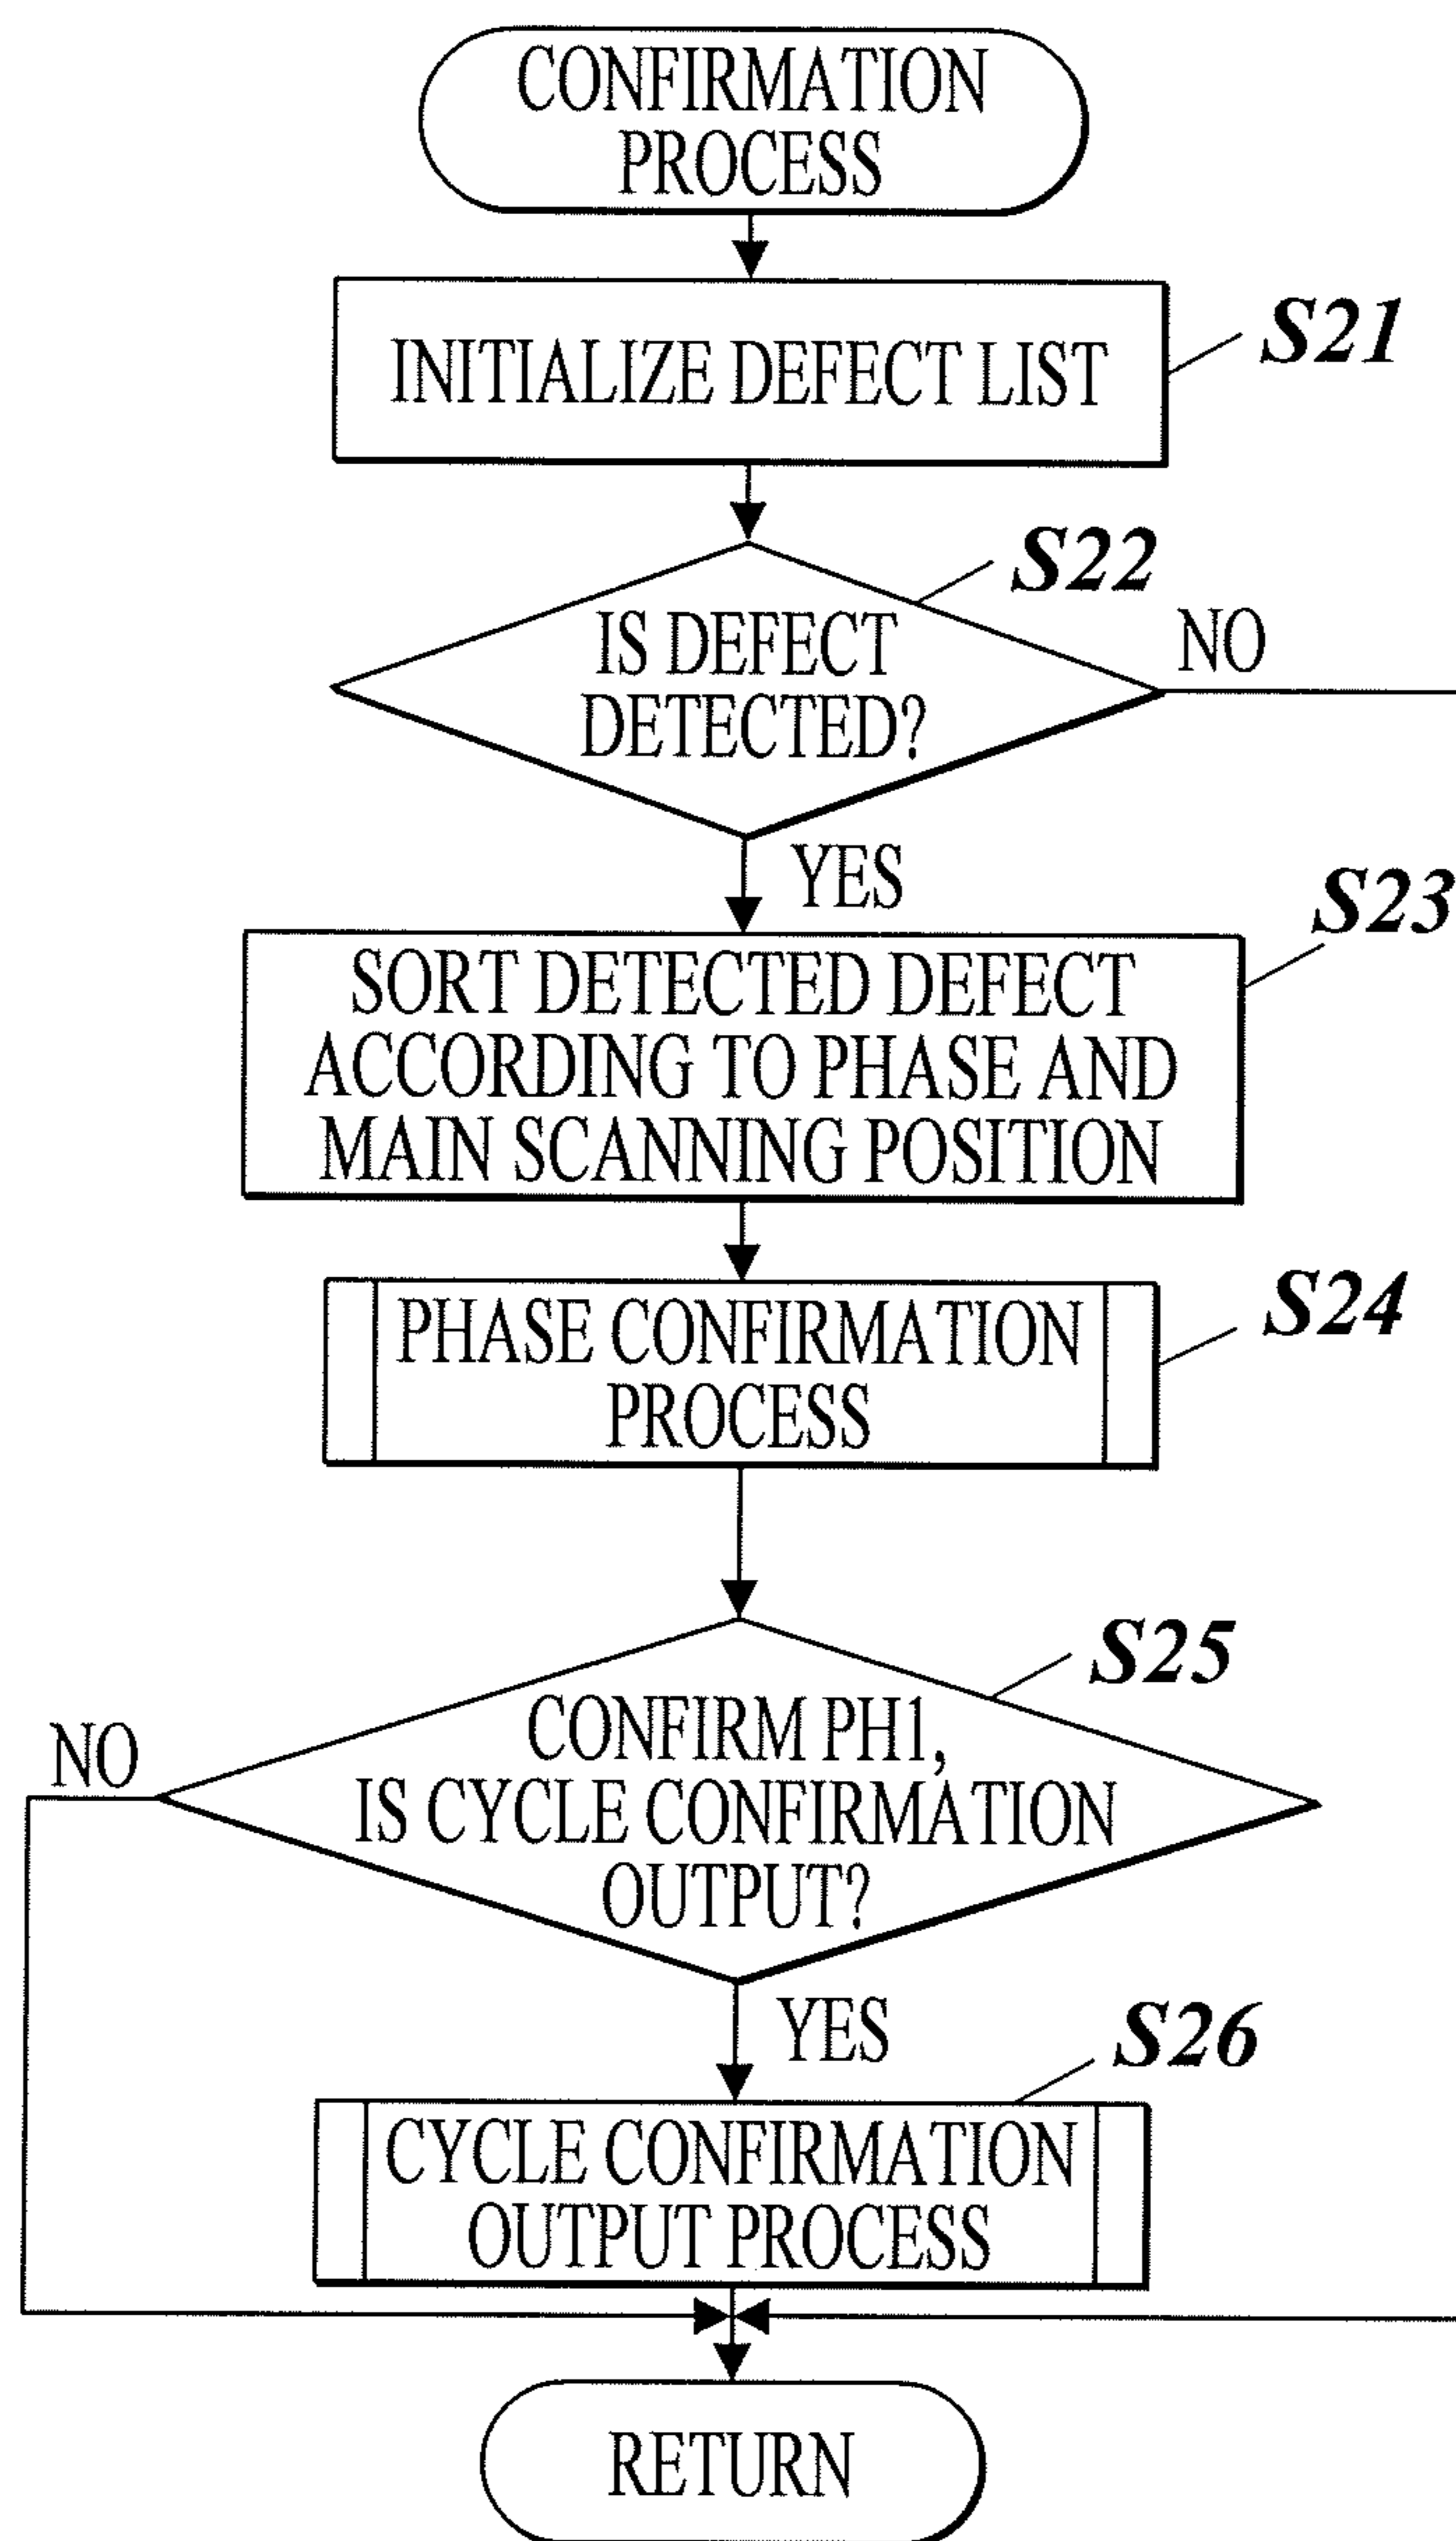 CONFIRMATION
PROCESS
INITIALIZE DEFECT LIST
S21
S22
IS DEFECT
DETECTED?
NO
YES
S23
SORT DETECTED DEFECT
ACCORDING TO PHASE AND
MAIN SCANNING POSITION
S24
PHASE CONFIRMATION
PROCESS
S25
CONFIRM PH1,
IS CYCLE CONFIRMATION
OUTPUT?
NO
YES
S26
CYCLE CONFIRMATION
OUTPUT PROCESS
RETURN